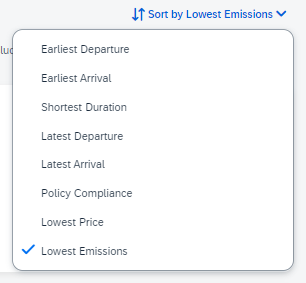 Sort by Lowest Emissions
Earliest Departure
Earliest Arrival
Shortest Duration
Latest Departure
Latest Arrival
Policy Compliance
Lowest Price
Lowest Emissions